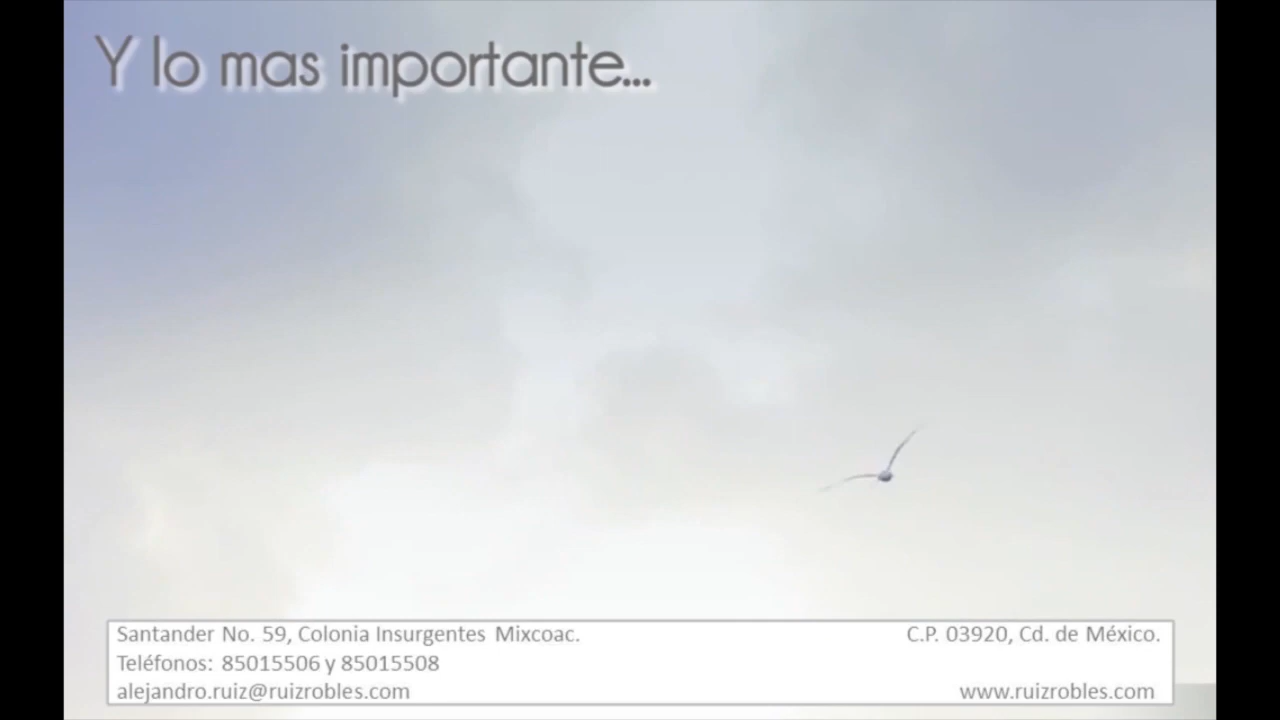 Y lo mas importante...
Santander No. 59, Colonia Insurgentes Mixcoac. C.P. 03920, Cd. de México.
Teléfonos: 85015506 y 85015508
alejandro.ruiz@ruizrobles.com www.ruizrobles.com